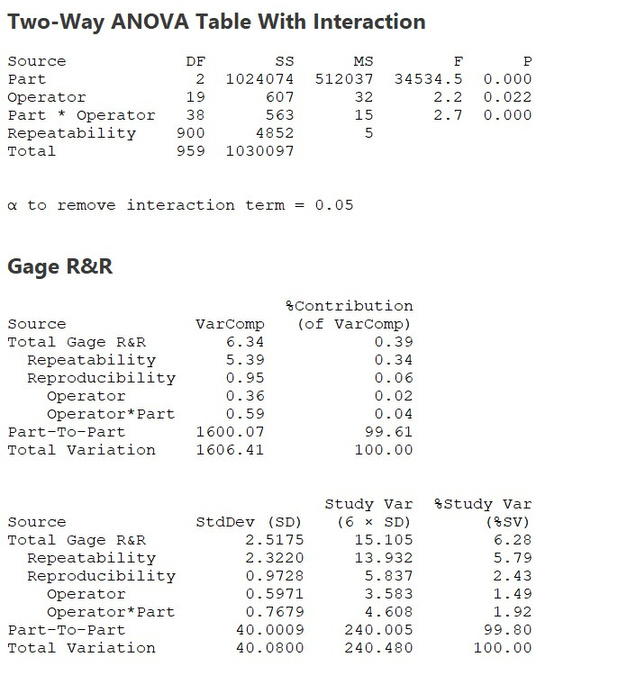 Two-Way ANOVA Table With Interaction
Source DF SS MS F P
Part 2 1024074 512037 34534.5 0.000
Operator 19 607 32 2.2 0.022
Part * Operator 38 563 15 2.7 0.000
Repeatability 900 4852 5
Total 959 1030097
α to remove interaction term = 0.05
Gage R&R
%Contribution
Source VarComp (of VarComp)
Total Gage R&R 6.34 0.39
Repeatability 5.39 0.34
Reproducibility 0.95 0.06
Operator 0.36 0.02
Operator*Part 0.59 0.04
Part-To-Part 1600.07 99.61
Total Variation 1606.41 100.00
Study Var %Study Var
Source StdDev (SD) (6 × SD) (%SV)
Total Gage R&R 2.5175 15.105 6.28
Repeatability 2.3220 13.932 5.79
Reproducibility 0.9728 5.837 2.43
Operator 0.5971 3.583 1.49
Operator*Part 0.7679 4.608 1.92
Part-To-Part 40.0009 240.005 99.80
Total Variation 40.0800 240.480 100.00